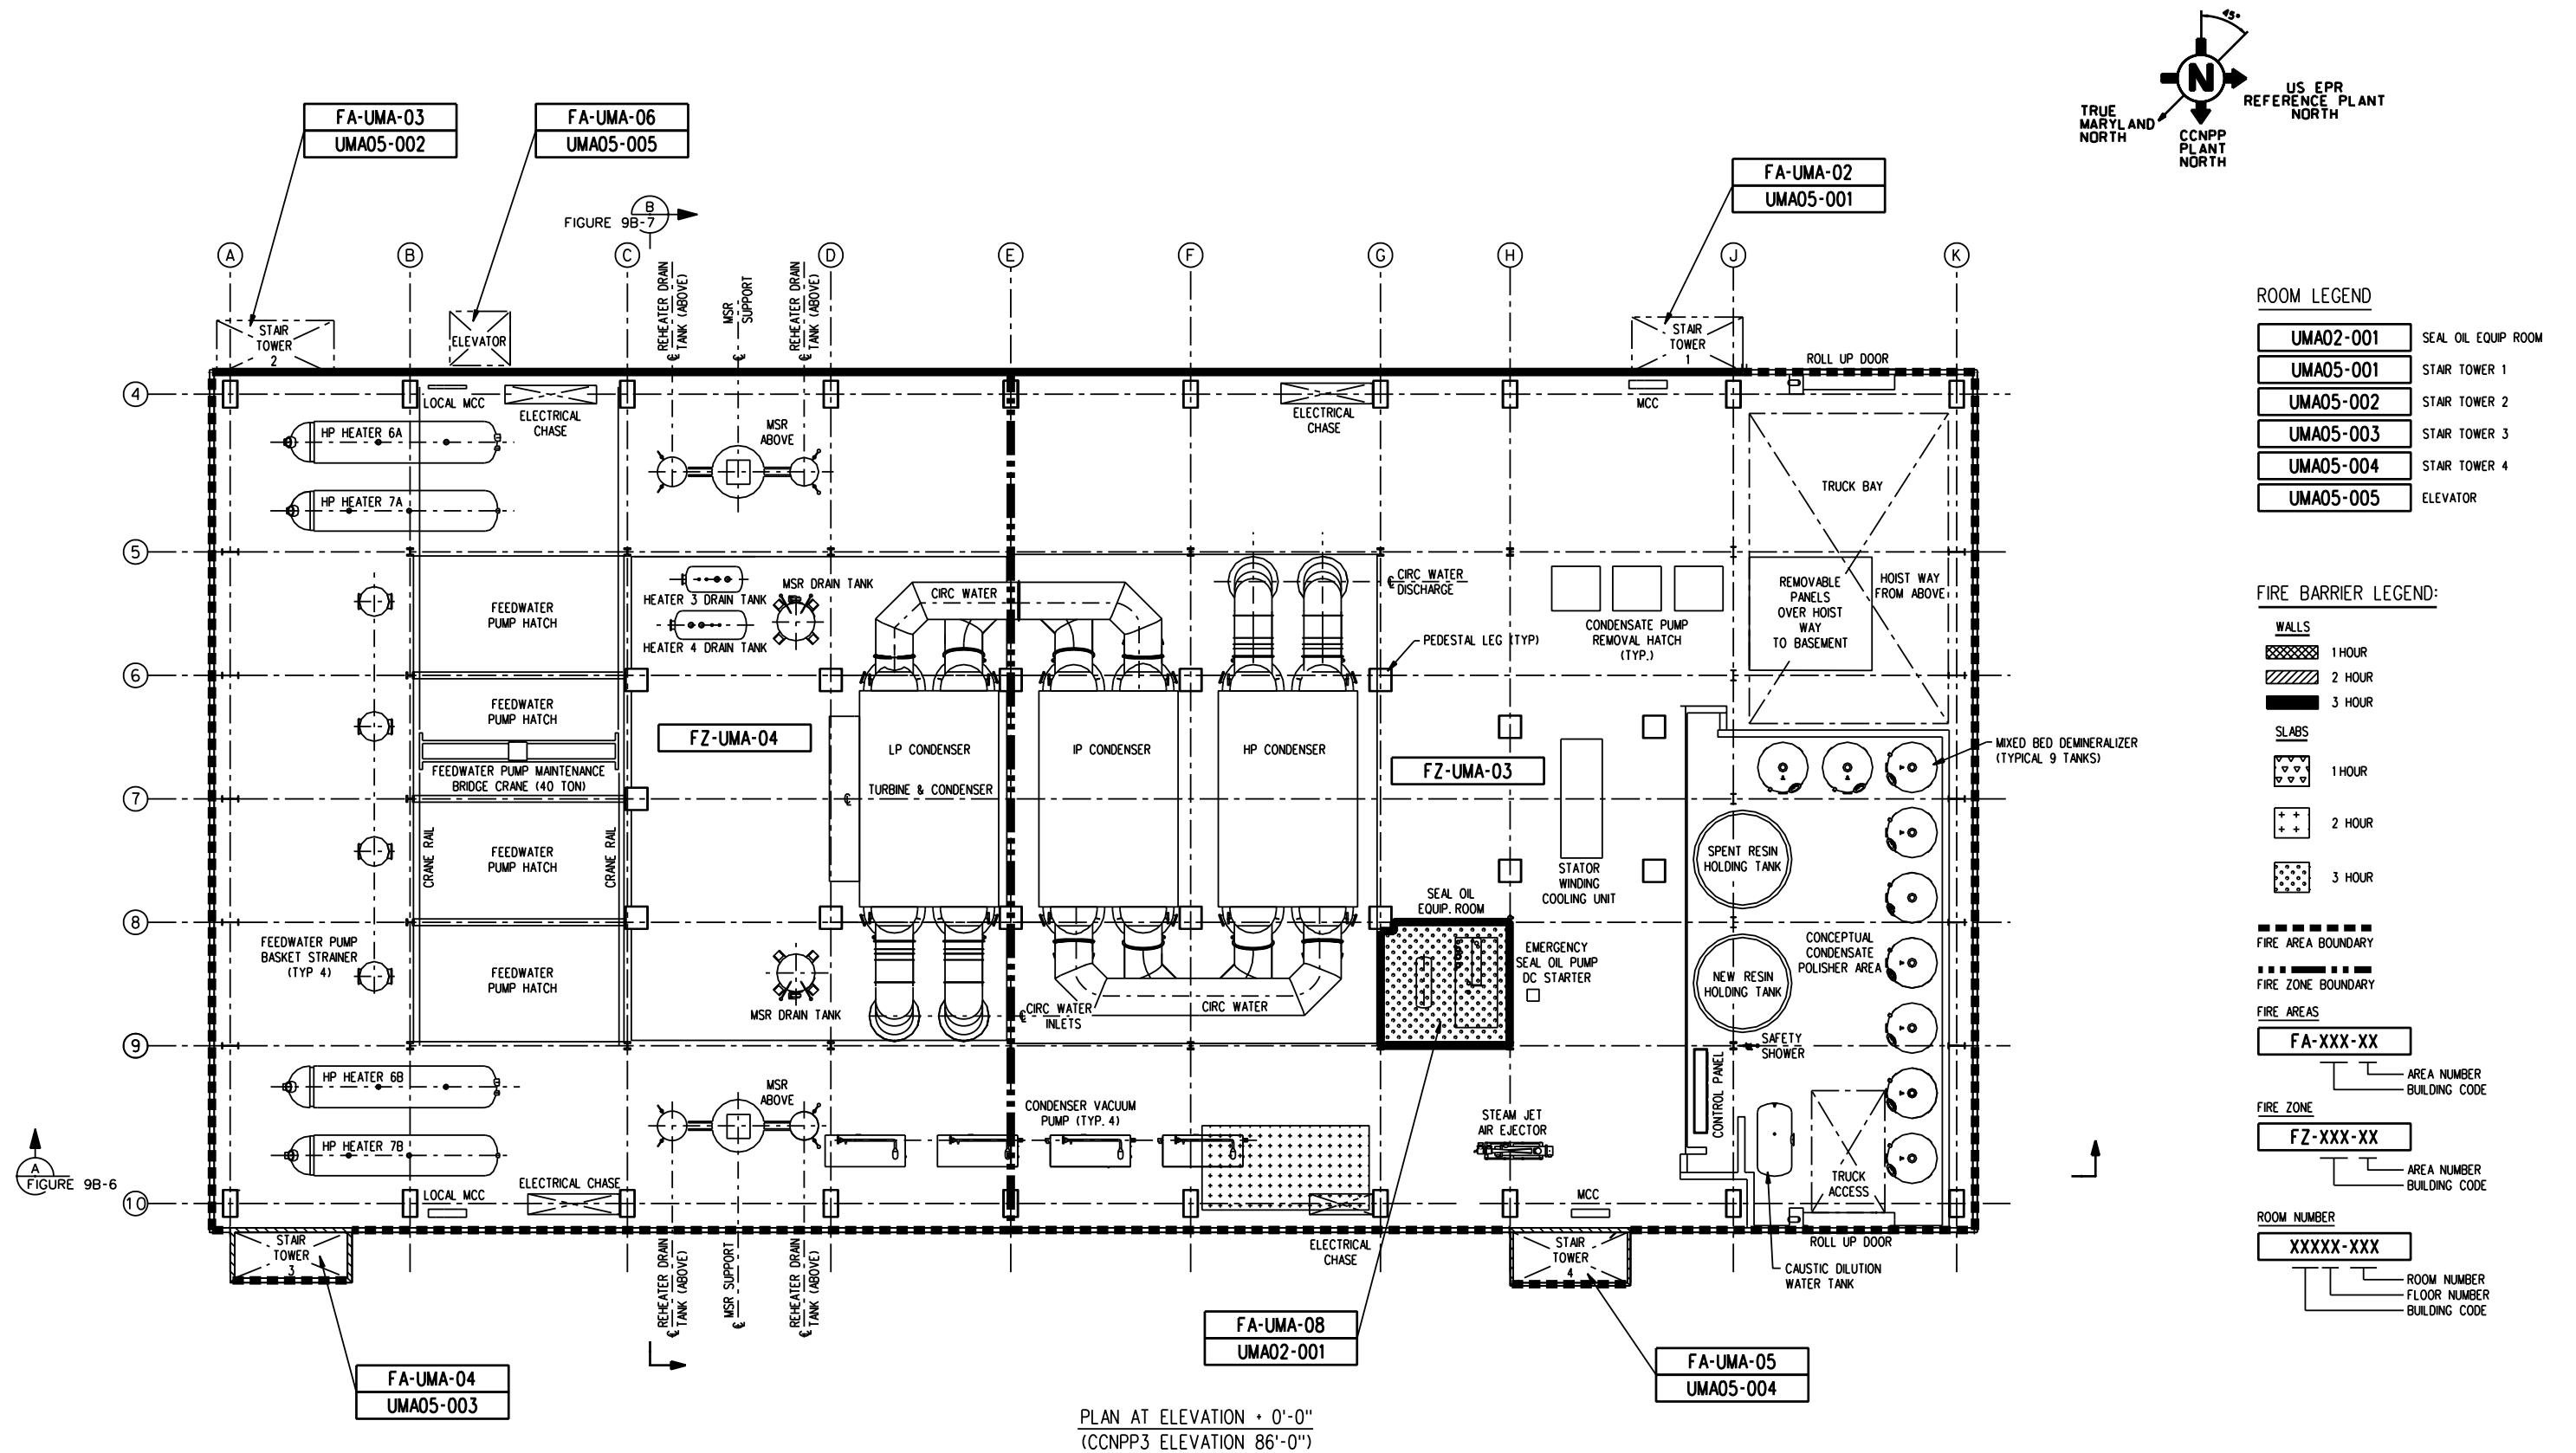 45°
N
US EPR
REFERENCE PLANT
NORTH
TRUE
MARYLAND
NORTH
CCNPP
PLANT
NORTH
FA-UMA-03
UMA05-002
FA-UMA-06
UMA05-005
FA-UMA-02
UMA05-001
B
FIGURE 9B-7
A
B
C
D
E
F
G
H
J
K
REHEATER DRAIN
TANK (ABOVE)
MSR
SUPPORT
REHEATER DRAIN
TANK (ABOVE)
STAIR
TOWER
2
ELEVATOR
STAIR
TOWER
1
ROLL UP DOOR
4
LOCAL MCC
ELECTRICAL
CHASE
ELECTRICAL
CHASE
MCC
HP HEATER 6A
MSR
ABOVE
HP HEATER 7A
TRUCK BAY
5
FEEDWATER
PUMP HATCH
HEATER 3 DRAIN TANK
MSR DRAIN TANK
HEATER 4 DRAIN TANK
CIRC WATER
CIRC WATER
DISCHARGE
PEDESTAL LEG (TYP)
CONDENSATE PUMP
REMOVAL HATCH
(TYP.)
REMOVABLE
PANELS
OVER HOIST
WAY
TO BASEMENT
HOIST WAY
FROM ABOVE
6
FEEDWATER
PUMP HATCH
FZ-UMA-04
LP CONDENSER
IP CONDENSER
HP CONDENSER
FZ-UMA-03
MIXED BED DEMINERALIZER
(TYPICAL 9 TANKS)
FEEDWATER PUMP MAINTENANCE
BRIDGE CRANE (40 TON)
TURBINE & CONDENSER
7
CRANE RAIL
FEEDWATER
PUMP HATCH
CRANE RAIL
SPENT RESIN
HOLDING TANK
STATOR
WINDING
COOLING UNIT
SEAL OIL
EQUIP. ROOM
8
FEEDWATER PUMP
BASKET STRAINER
(TYP 4)
FEEDWATER
PUMP HATCH
MSR DRAIN TANK
CIRC WATER
INLETS
CIRC WATER
EMERGENCY
SEAL OIL PUMP
DC STARTER
CONCEPTUAL
CONDENSATE
POLISHER AREA
NEW RESIN
HOLDING TANK
9
SAFETY
SHOWER
CONTROL PANEL
HP HEATER 6B
MSR
ABOVE
CONDENSER VACUUM
PUMP (TYP. 4)
STEAM JET
AIR EJECTOR
HP HEATER 7B
TRUCK
ACCESS
A
FIGURE 9B-6
10
LOCAL MCC
ELECTRICAL CHASE
MCC
STAIR
TOWER
3
REHEATER DRAIN
TANK (ABOVE)
MSR SUPPORT
REHEATER DRAIN
TANK (ABOVE)
ELECTRICAL
CHASE
STAIR
TOWER
4
ROLL UP DOOR
CAUSTIC DILUTION
WATER TANK
FA-UMA-08
UMA02-001
FA-UMA-04
UMA05-003
FA-UMA-05
UMA05-004
PLAN AT ELEVATION + 0'-0"
(CCNPP3 ELEVATION 86'-0")
ROOM LEGEND
UMA02-001 SEAL OIL EQUIP ROOM
UMA05-001 STAIR TOWER 1
UMA05-002 STAIR TOWER 2
UMA05-003 STAIR TOWER 3
UMA05-004 STAIR TOWER 4
UMA05-005 ELEVATOR
FIRE BARRIER LEGEND:
WALLS
1 HOUR
2 HOUR
3 HOUR
SLABS
1 HOUR
2 HOUR
3 HOUR
FIRE AREA BOUNDARY
FIRE ZONE BOUNDARY
FIRE AREAS
FA-XXX-XX
AREA NUMBER
BUILDING CODE
FIRE ZONE
FZ-XXX-XX
AREA NUMBER
BUILDING CODE
ROOM NUMBER
XXXXX-XXX
ROOM NUMBER
FLOOR NUMBER
BUILDING CODE